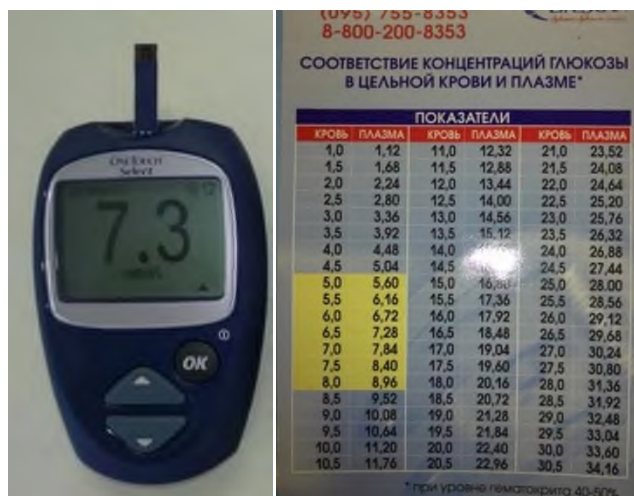 OneTouch
Select
7.3
mmol/L
OK
(095) 755-8353
8-800-200-8353
СООТВЕТСТВИЕ КОНЦЕНТРАЦИЙ ГЛЮКОЗЫ
В ЦЕЛЬНОЙ КРОВИ И ПЛАЗМЕ*
ПОКАЗАТЕЛИ
КРОВЬ ПЛАЗМА КРОВЬ ПЛАЗМА КРОВЬ ПЛАЗМА
1,0 1,12 11,0 12,32 21,0 23,52
1,5 1,68 11,5 12,88 21,5 24,08
2,0 2,24 12,0 13,44 22,0 24,64
2,5 2,80 12,5 14,00 22,5 25,20
3,0 3,36 13,0 14,56 23,0 25,76
3,5 3,92 13,5 15,12 23,5 26,32
4,0 4,48 14,0 24,0 26,88
4,5 5,04 14,5 24,5 27,44
5,0 5,60 15,0 16,80 25,0 28,00
5,5 6,16 15,5 17,36 25,5 28,56
6,0 6,72 16,0 17,92 26,0 29,12
6,5 7,28 16,5 18,48 26,5 29,68
7,0 7,84 17,0 19,04 27,0 30,24
7,5 8,40 17,5 19,60 27,5 30,80
8,0 8,96 18,0 20,16 28,0 31,36
8,5 9,52 18,5 20,72 28,5 31,92
9,0 10,08 19,0 21,28 29,0 32,48
9,5 10,64 19,5 21,84 29,5 33,04
10,0 11,20 20,0 22,40 30,0 33,60
10,5 11,76 20,5 22,96 30,5 34,16
*при уровне гематокрита 40-50%